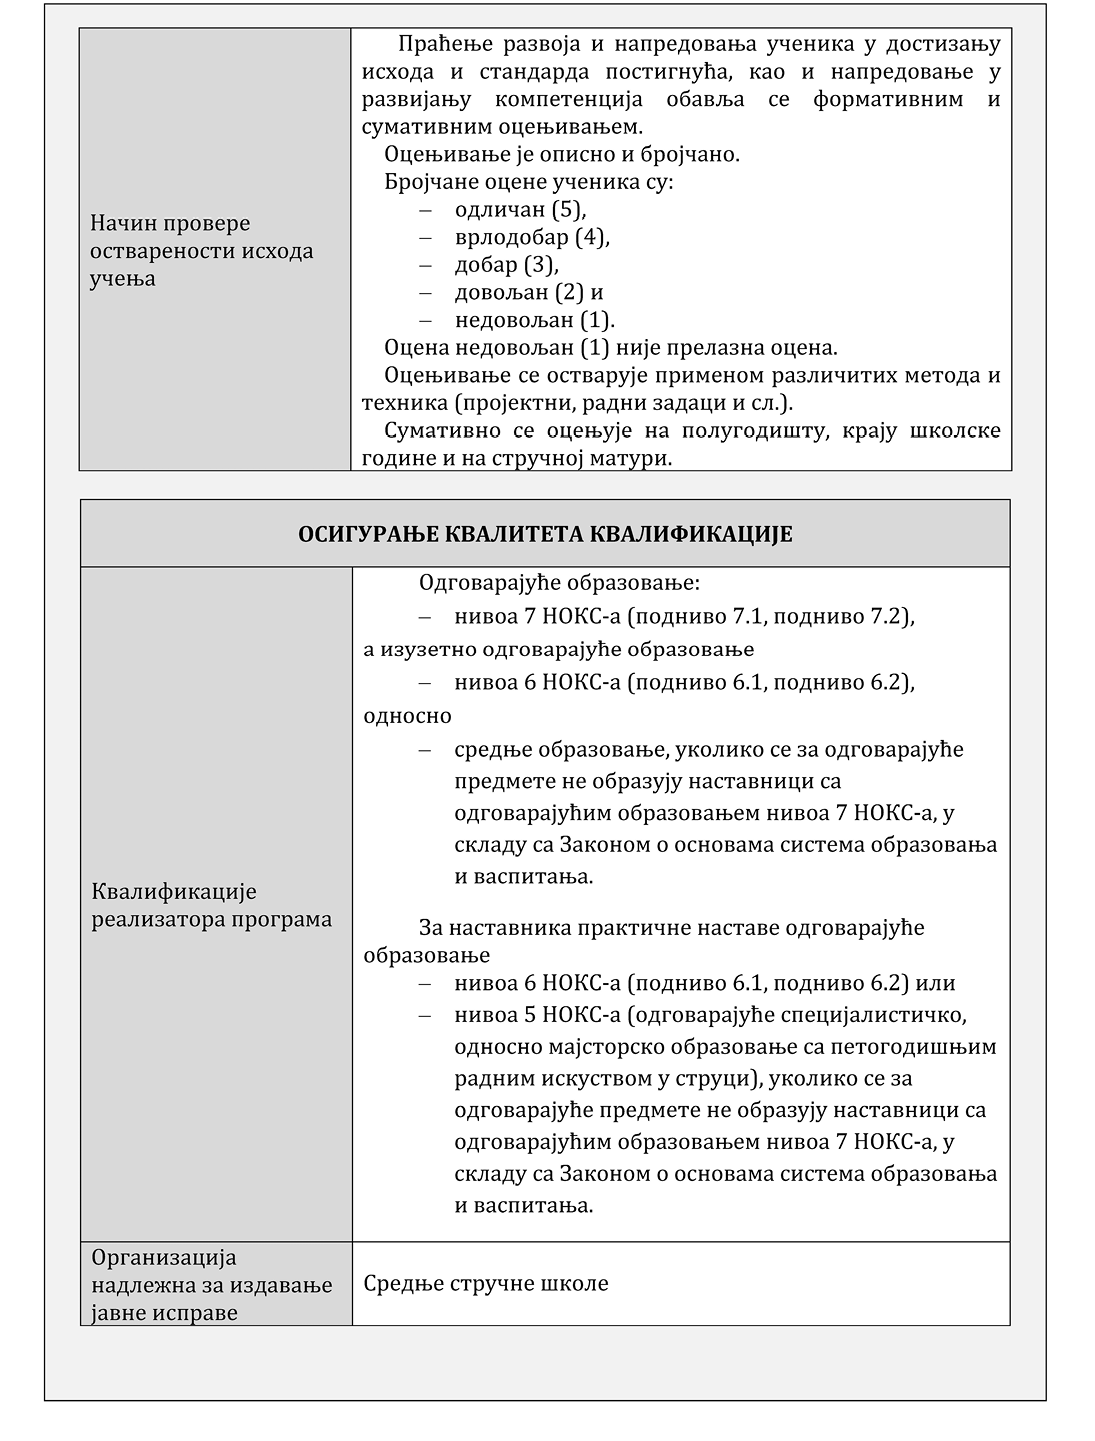 Начин провере
остварености исхода
учења
Праћење развоја и напредовања ученика у достизању
исхода и стандарда постигнућа, као и напредовање у
развијању компетенција обавља се формативним и
сумативним оцењивањем.
Оцењивање је описно и бројчано.
Бројчане оцене ученика су:
– одличан (5),
– врлодобар (4),
– добар (3),
– довољан (2) и
– недовољан (1).
Оцена недовољан (1) није прелазна оцена.
Оцењивање се остварује применом различитих метода и
техника (пројектни, радни задаци и сл.).
Сумативно се оцењује на полугодишту, крају школске
године и на стручној матури.
ОСИГУРАЊЕ КВАЛИТЕТА КВАЛИФИКАЦИЈЕ
Квалификације
реализатора програма
Одговарајуће образовање:
– нивоа 7 НОКС-а (подниво 7.1, подниво 7.2),
а изузетно одговарајуће образовање
– нивоа 6 НОКС-а (подниво 6.1, подниво 6.2),
односно
– средње образовање, уколико се за одговарајуће
предмете не образују наставници са
одговарајућим образовањем нивоа 7 НОКС-а, у
складу са Законом о основама система образовања
и васпитања.
За наставника практичне наставе одговарајуће
образовање
– нивоа 6 НОКС-а (подниво 6.1, подниво 6.2) или
– нивоа 5 НОКС-а (одговарајуће специјалистичко,
односно мајсторско образовање са петогодишњим
радним искуством у струци), уколико се за
одговарајуће предмете не образују наставници са
одговарајућим образовањем нивоа 7 НОКС-а, у
складу са Законом о основама система образовања
и васпитања.
Организација
надлежна за издавање
јавне исправе
Средње стручне школе